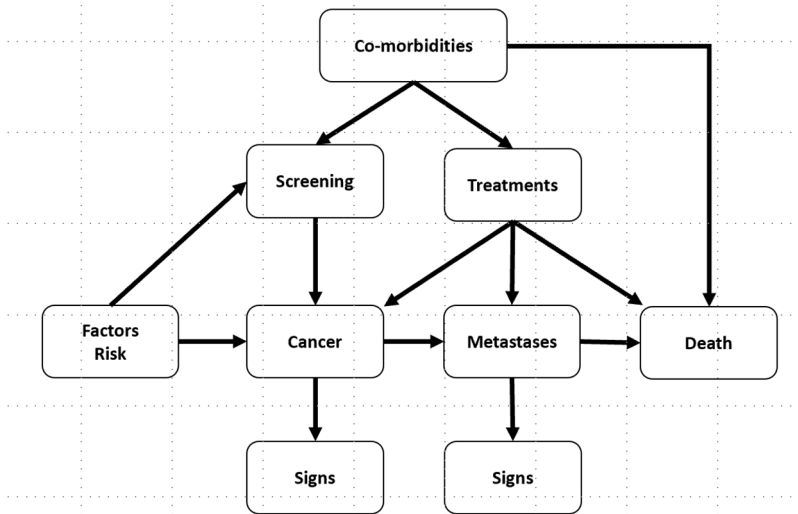 Co-morbidities
Screening
Treatments
Factors
Risk
Cancer
Metastases
Death
Signs
Signs